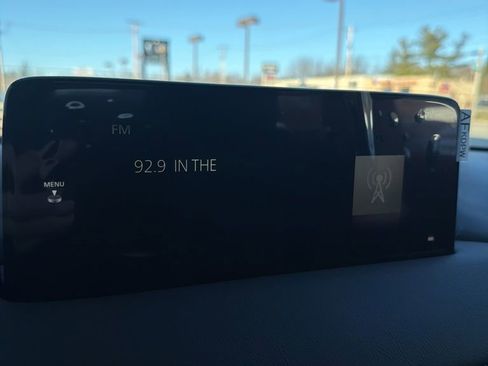 FM
92.9 IN THE
MENU